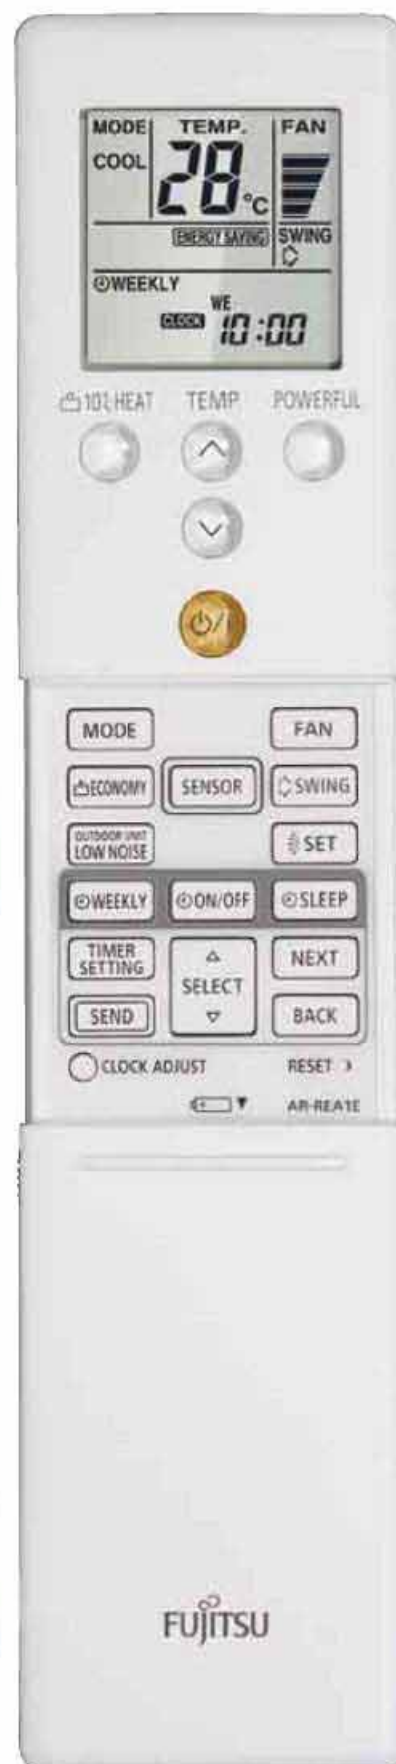 MODE TEMP. FAN
COOL 28°C
ENERGY SAVING SWING
WEEKLY
WE
CLOCK 10:00
10℃ HEAT TEMP POWERFUL
MODE FAN
ECONOMY SENSOR SWING
OUTDOOR UNIT
LOW NOISE SET
WEEKLY ON/OFF SLEEP
TIMER
SETTING NEXT
SELECT
SEND BACK
CLOCK ADJUST RESET
AR-REA1E
FUJITSU